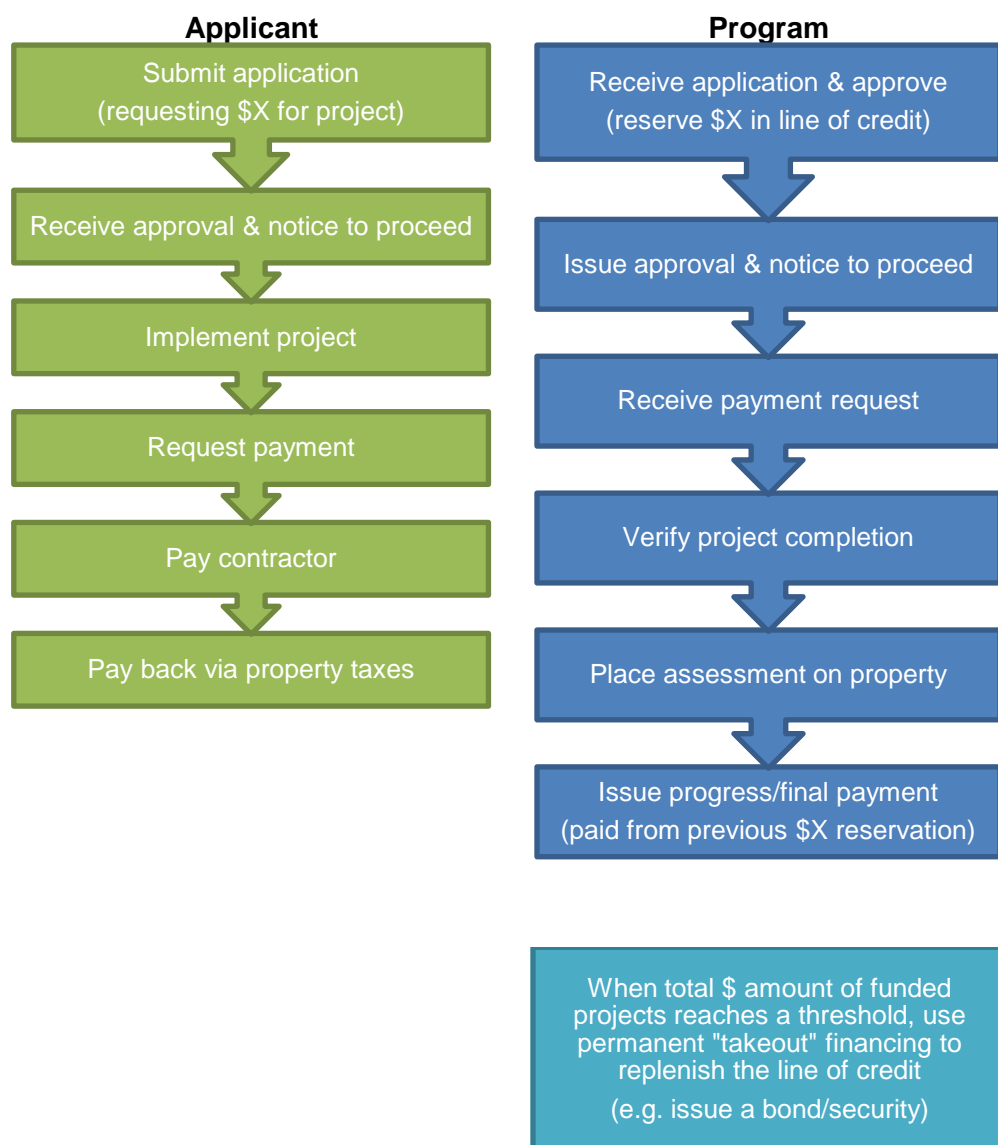 Applicant
Submit application
(requesting $X for project)
Receive approval & notice to proceed
Implement project
Request payment
Pay contractor
Pay back via property taxes
Program
Receive application & approve
(reserve $X in line of credit)
Issue approval & notice to proceed
Receive payment request
Verify project completion
Place assessment on property
Issue progress/final payment
(paid from previous $X reservation)
When total $ amount of funded
projects reaches a threshold, use
permanent "takeout" financing to
replenish the line of credit
(e.g. issue a bond/security)